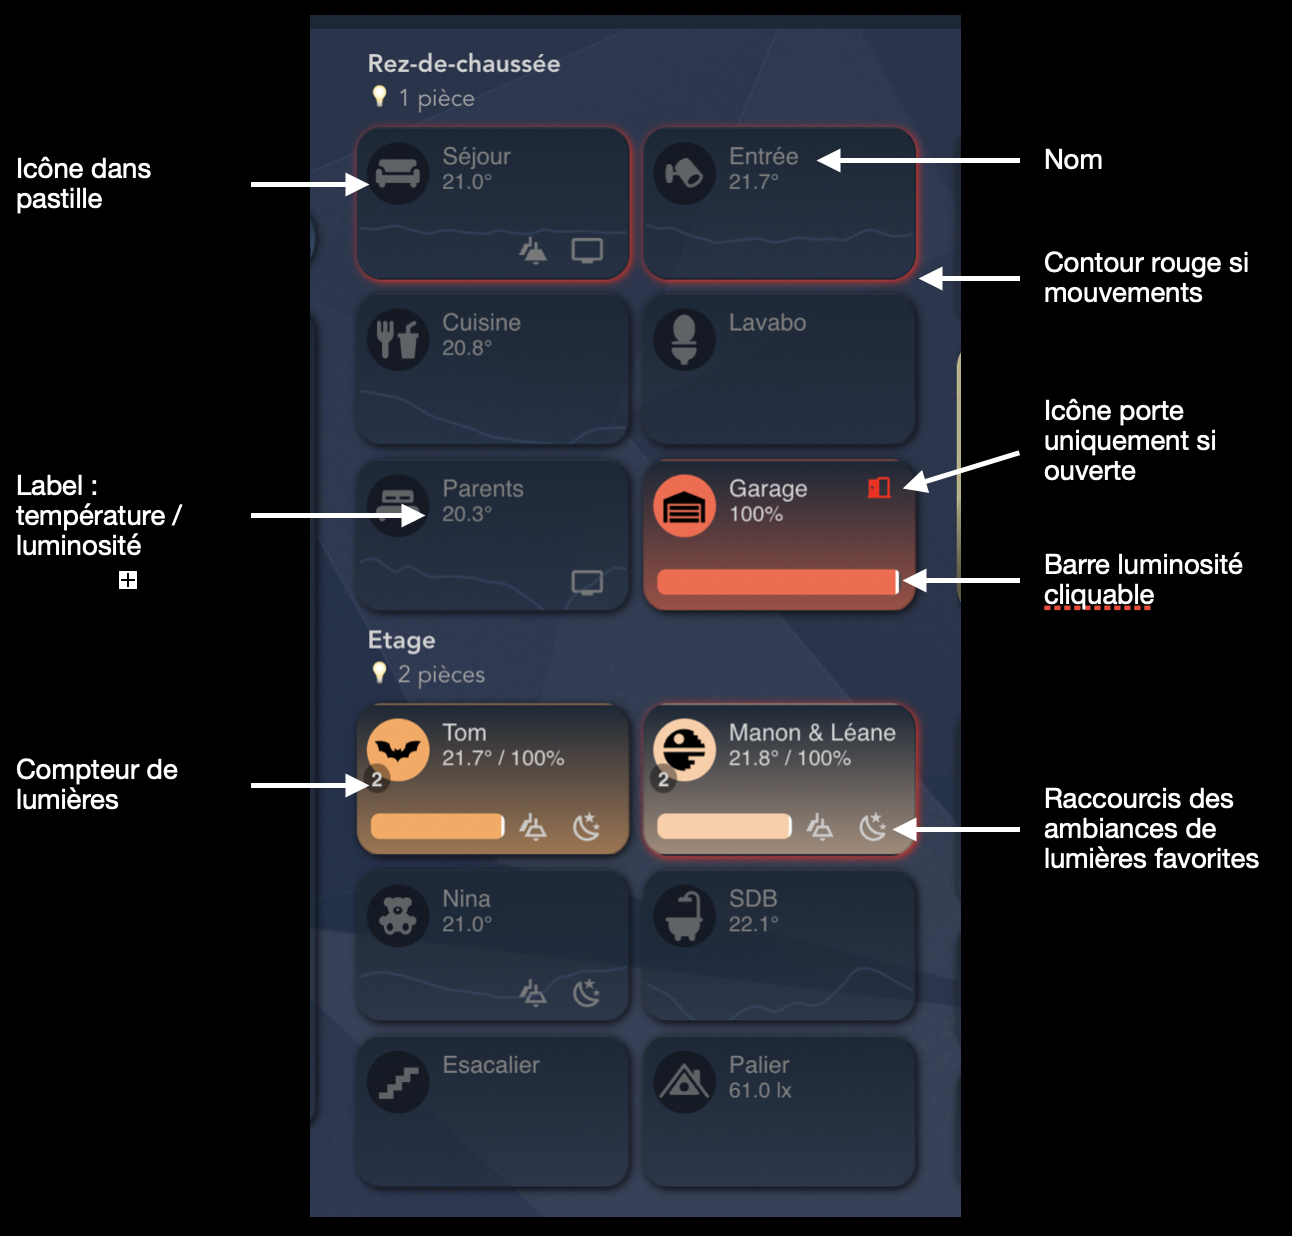 Rez-de-chaussée
1 pièce
Icône dans
pastille
Séjour
21.0°
Entrée
21.7°
Nom
Contour rouge si
mouvements
Cuisine
20.8°
Lavabo
Icône porte
uniquement si
ouverte
Label :
température /
luminosité
Parents
20.3°
Garage
100%
Barre luminosité
cliquable
Etage
2 pièces
Tom
21.7° / 100%
2
Manon & Léane
21.8° / 100%
2
Compteur de
lumières
Raccourcis des
ambiances de
lumières favorites
Nina
21.0°
SDB
22.1°
Esacalier
Palier
61.0 lx